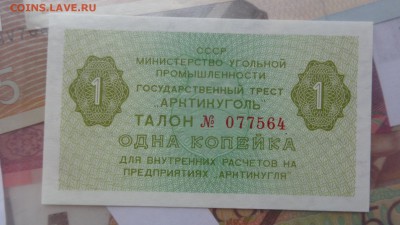 COINS.LAVE.RU
СССР
МИНИСТЕРСТВО УГОЛЬНОЙ
ПРОМЫШЛЕННОСТИ
ГОСУДАРСТВЕННЫЙ ТРЕСТ
"АРКТИКУГОЛЬ"
1
1
ТАЛОН № 077564
ОДНА КОПЕЙКА
ДЛЯ ВНУТРЕННИХ РАСЧЕТОВ НА
ПРЕДПРИЯТИЯХ "АРКТИКУГЛЯ"